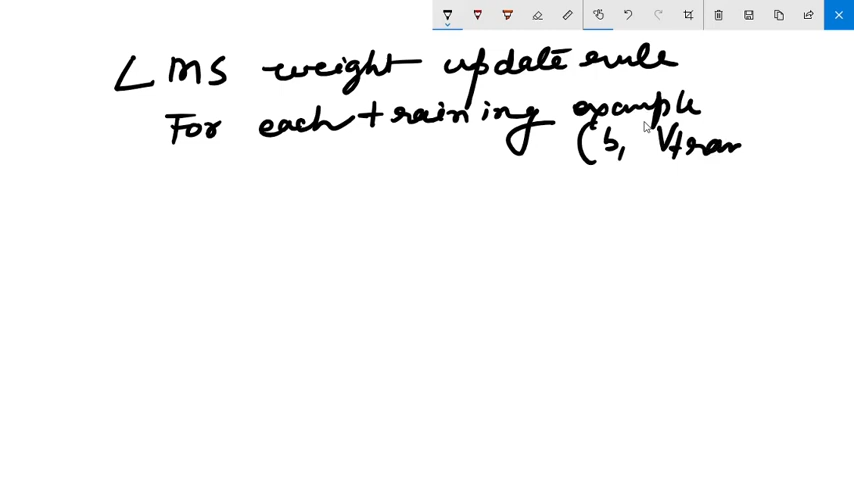 LMS weight update rule
For each training example
(b, Vtran